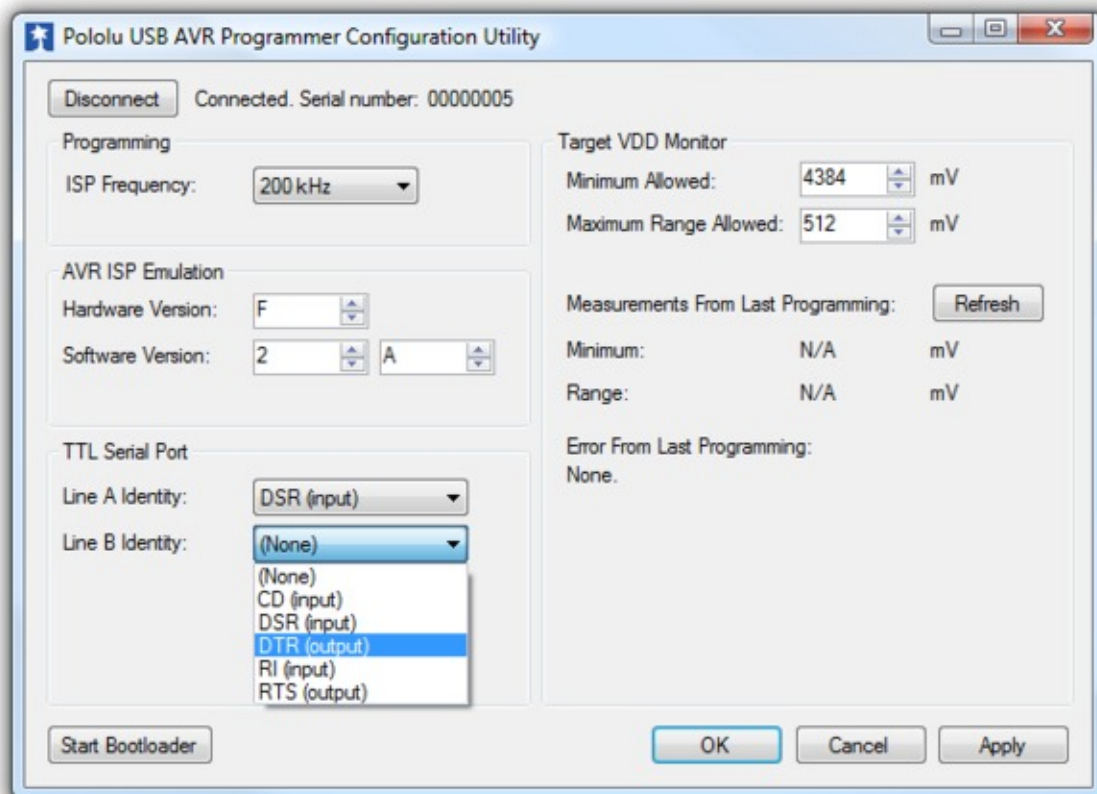 Pololu USB AVR Programmer Configuration Utility
Disconnect Connected. Serial number: 00000005
Programming
ISP Frequency: 200 kHz
AVR ISP Emulation
Hardware Version: F
Software Version: 2 A
TTL Serial Port
Line A Identity: DSR (input)
Line B Identity: (None)
(None)
CD (input)
DSR (input)
DTR (output)
RI (input)
RTS (output)
Target VDD Monitor
Minimum Allowed: 4384 mV
Maximum Range Allowed: 512 mV
Measurements From Last Programming: Refresh
Minimum: N/A mV
Range: N/A mV
Error From Last Programming:
None.
Start Bootloader OK Cancel Apply